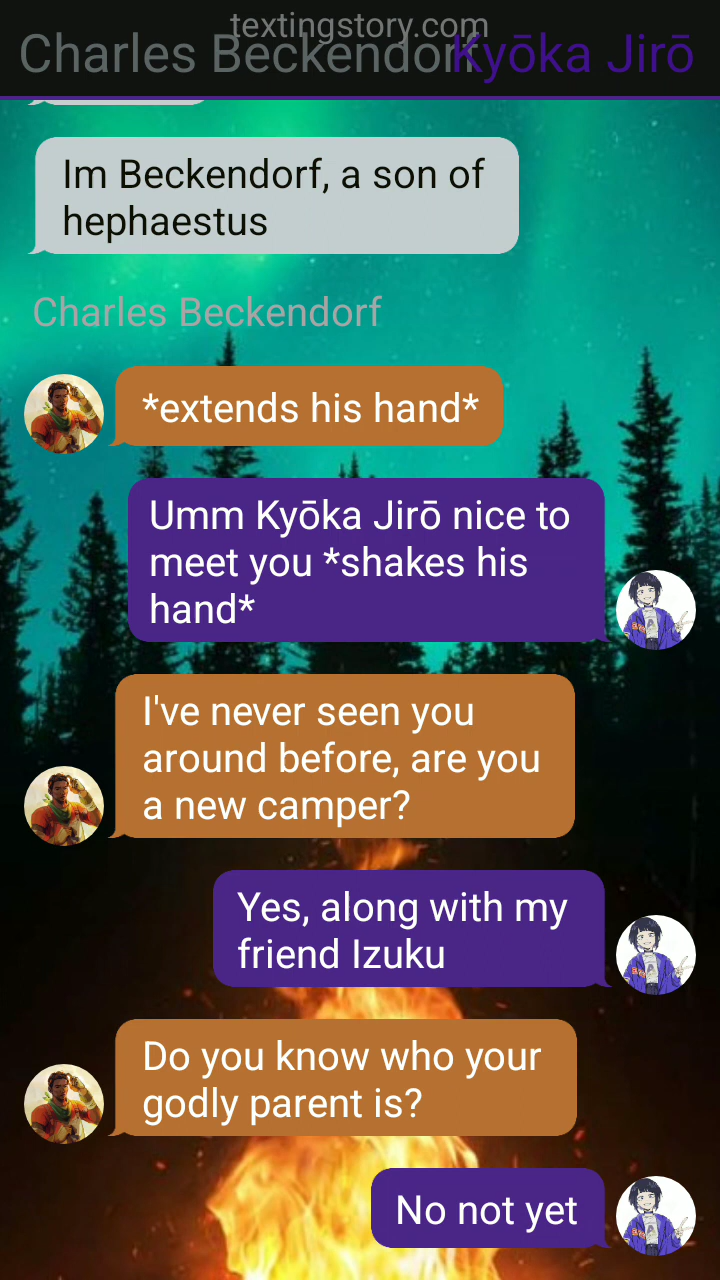 textingstory.com
Charles Beckendorf
Kyōka Jirō
Im Beckendorf, a son of
hephaestus
Charles Beckendorf
*extends his hand*
Umm Kyōka Jirō nice to
meet you *shakes his
hand*
I've never seen you
around before, are you
a new camper?
Yes, along with my
friend Izuku
Do you know who your
godly parent is?
No not yet